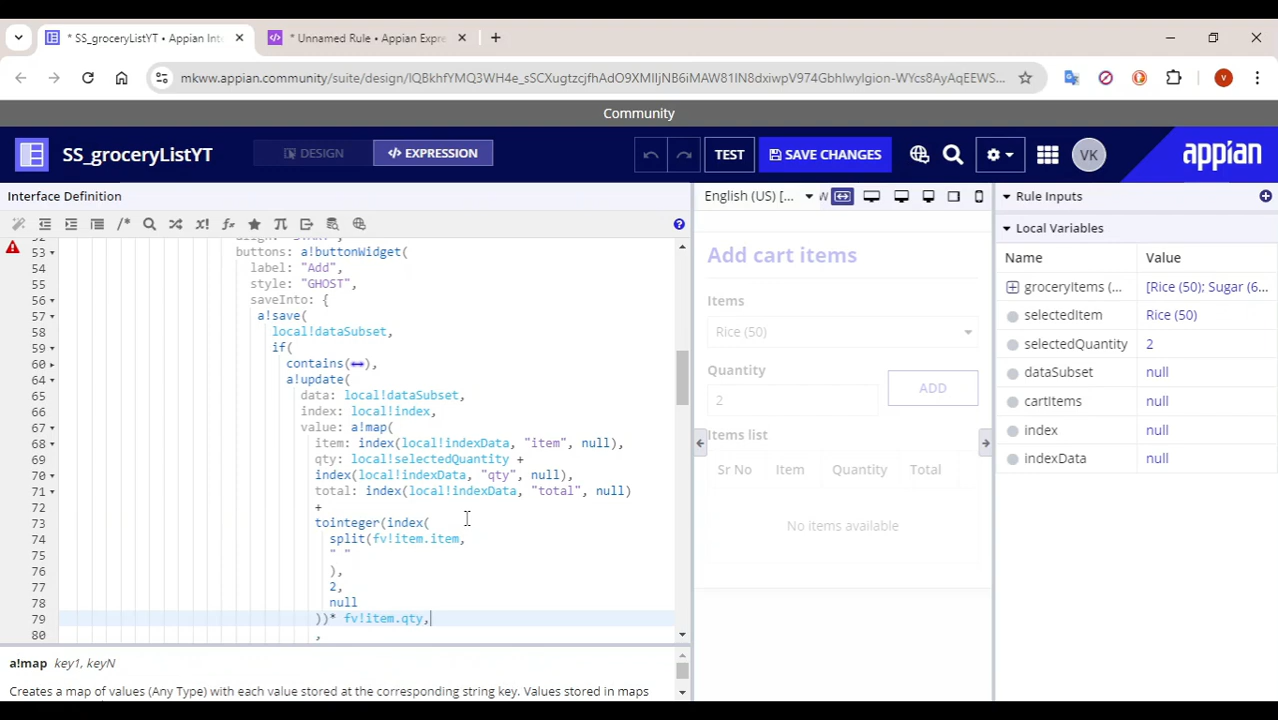 * SS_groceryListYT • Appian Int
* Unnamed Rule • Appian Expre
mkww.appian.community/suite/design/
Community
SS_groceryListYT
DESIGN
</> EXPRESSION
TEST
SAVE CHANGES
VK
appian
Interface Definition
53 buttons: a!buttonWidget(
54 label: "Add",
55 style: "GHOST",
56 saveInto: {
57 a!save(
58 local!dataSubset,
59 if(
60 contains(),
64 a!update(
65 data: local!dataSubset,
66 index: local!index,
67 value: a!map(
68 item: index(local!indexData, "item", null),
69 qty: local!selectedQuantity +
70 index(local!indexData, "qty", null),
71 total: index(local!indexData, "total", null)
72 +
73 tointeger(index(
74 split(fv!item.item,
75 " "
76 ),
77 2,
78 null
79 ))* fv!item.qty,
80 ,
a!map key1, keyN
Creates a map of values (Any Type) with each value stored at the corresponding string key. Values stored in maps
English (US) [...
W
Add cart items
Items
Rice (50)
Quantity
2
ADD
Items list
Sr No Item Quantity Total
No items available
Rule Inputs
Local Variables
Name Value
groceryItems (... [Rice (50); Sugar (6...
selectedItem Rice (50)
selectedQuantity 2
dataSubset null
cartItems null
index null
indexData null